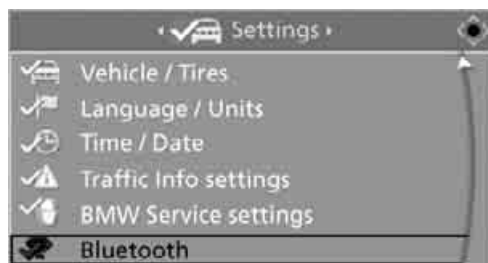 Settings
Vehicle / Tires
Language / Units
Time / Date
Traffic Info settings
BMW Service settings
Bluetooth